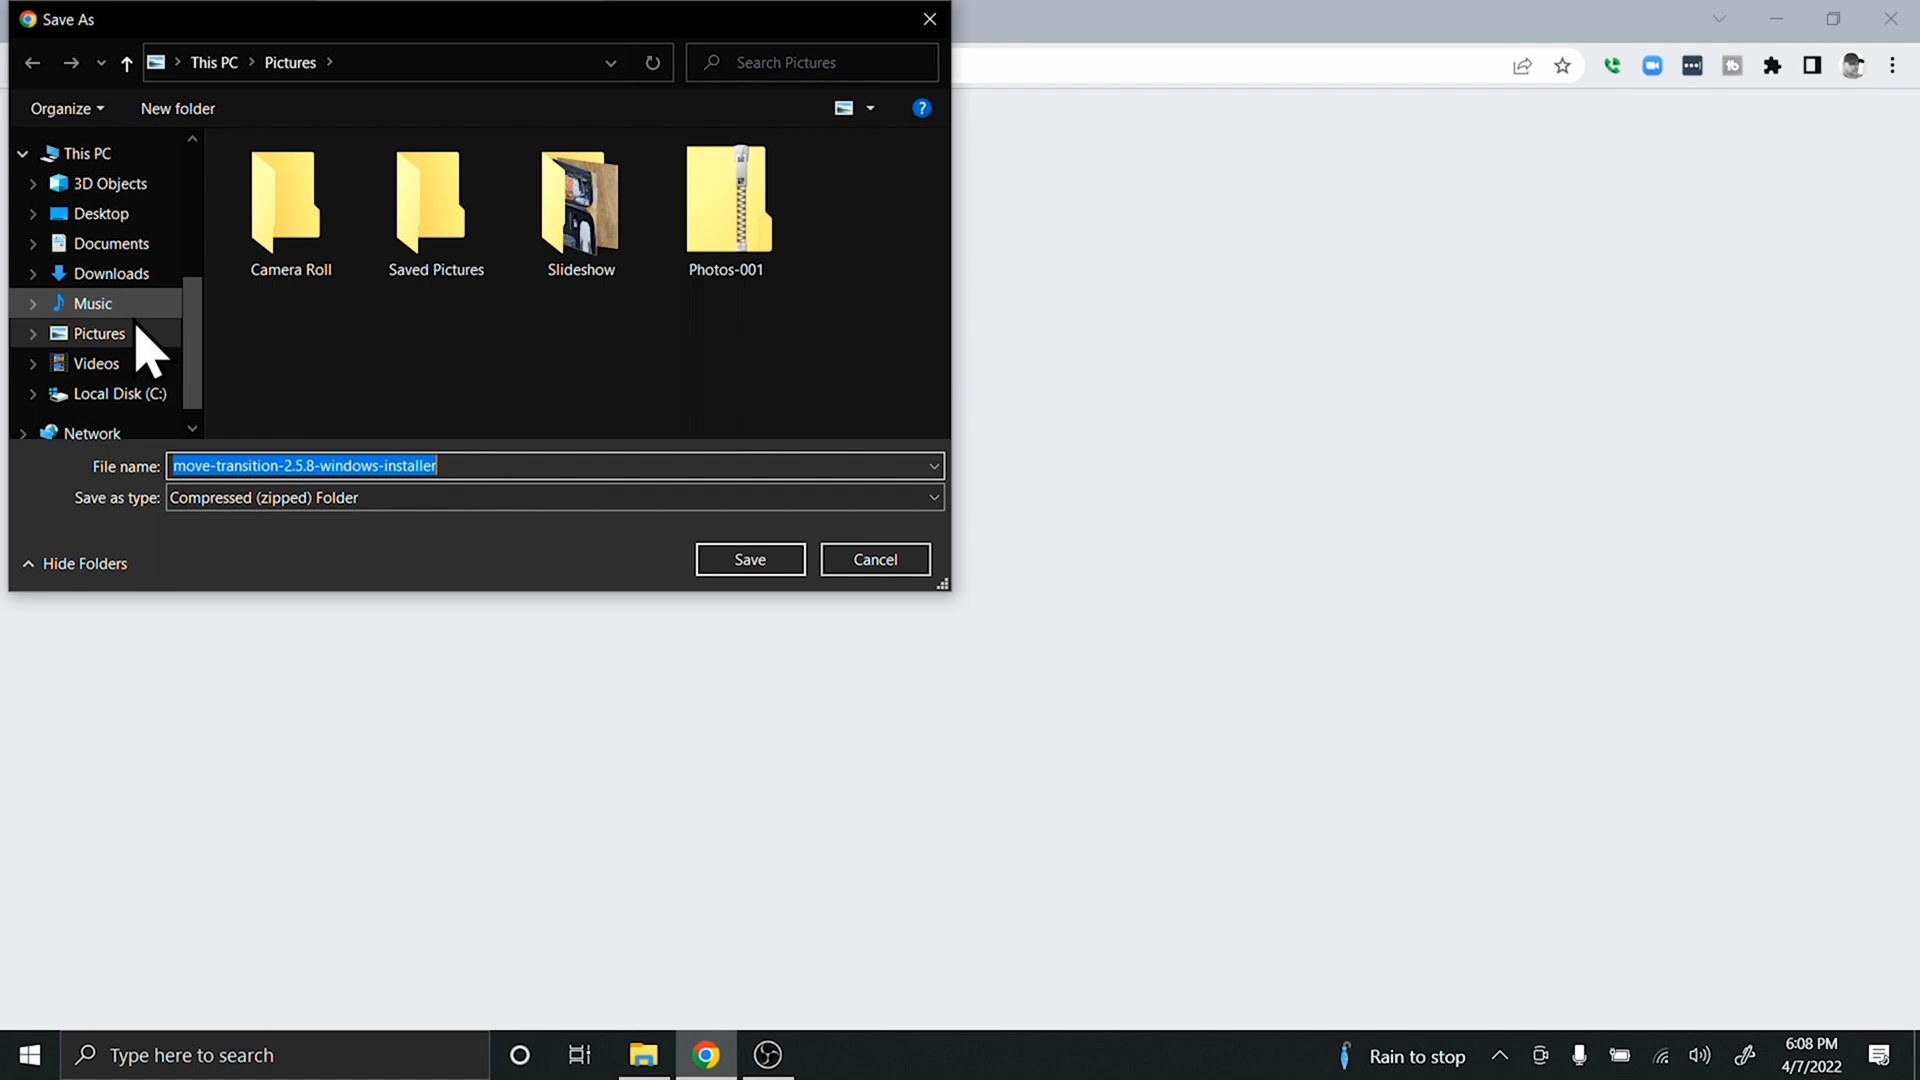 Save As
This PC
Pictures
Search Pictures
Organize
New folder
This PC
3D Objects
Desktop
Documents
Downloads
Music
Pictures
Videos
Local Disk (C:)
Network
Camera Roll
Saved Pictures
Slideshow
Photos-001
File name: move-transition-2.5.8-windows-installer
Save as type: Compressed (zipped) Folder
Hide Folders
Save
Cancel
Type here to search
Rain to stop
6:08 PM
4/7/2022